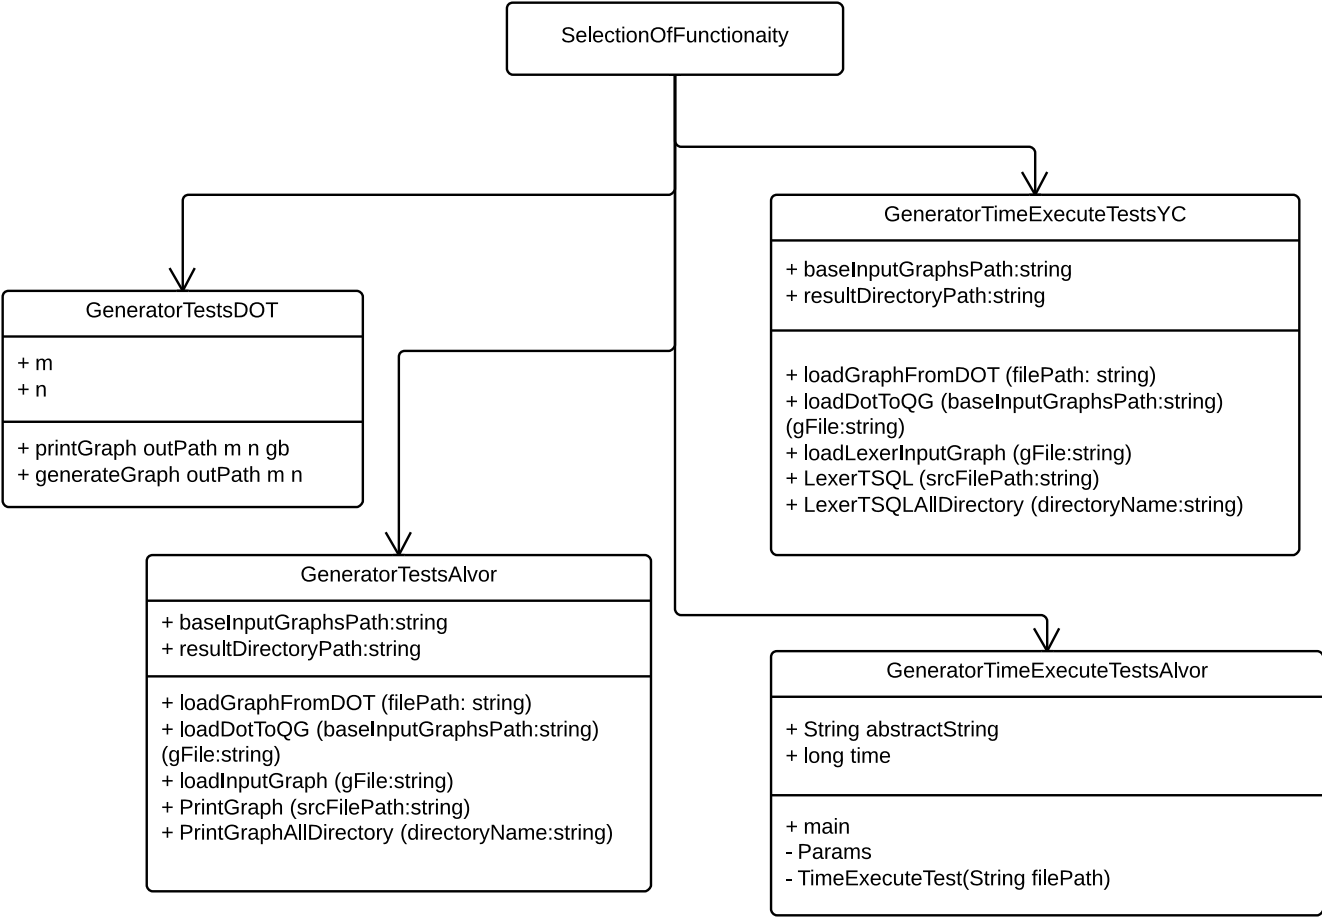 SelectionOfFunctionaity
GeneratorTimeExecuteTestsYC
+ baseInputGraphsPath:string
+ resultDirectoryPath:string
+ loadGraphFromDOT (filePath: string)
+ loadDotToQG (baseInputGraphsPath:string)
(gFile:string)
+ loadLexerInputGraph (gFile:string)
+ LexerTSQL (srcFilePath:string)
+ LexerTSQLAllDirectory (directoryName:string)
GeneratorTestsDOT
+ m
+ n
+ printGraph outPath m n gb
+ generateGraph outPath m n
GeneratorTestsAlvor
+ baseInputGraphsPath:string
+ resultDirectoryPath:string
+ loadGraphFromDOT (filePath: string)
+ loadDotToQG (baseInputGraphsPath:string)
(gFile:string)
+ loadInputGraph (gFile:string)
+ PrintGraph (srcFilePath:string)
+ PrintGraphAllDirectory (directoryName:string)
GeneratorTimeExecuteTestsAlvor
+ String abstractString
+ long time
+ main
- Params
- TimeExecuteTest(String filePath)